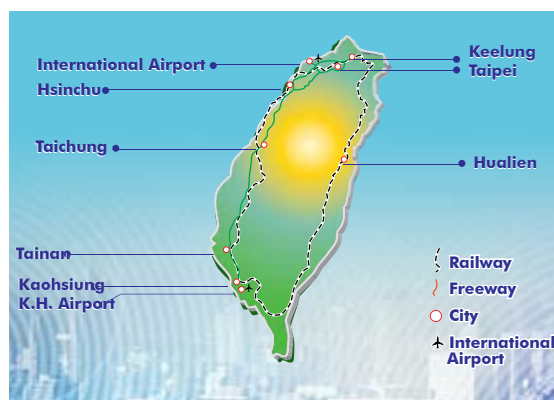 International Airport
Hsinchu
Taichung
Tainan
Kaohsiung
K.H. Airport
Keelung
Taipei
Hualien
Railway
Freeway
City
International
Airport